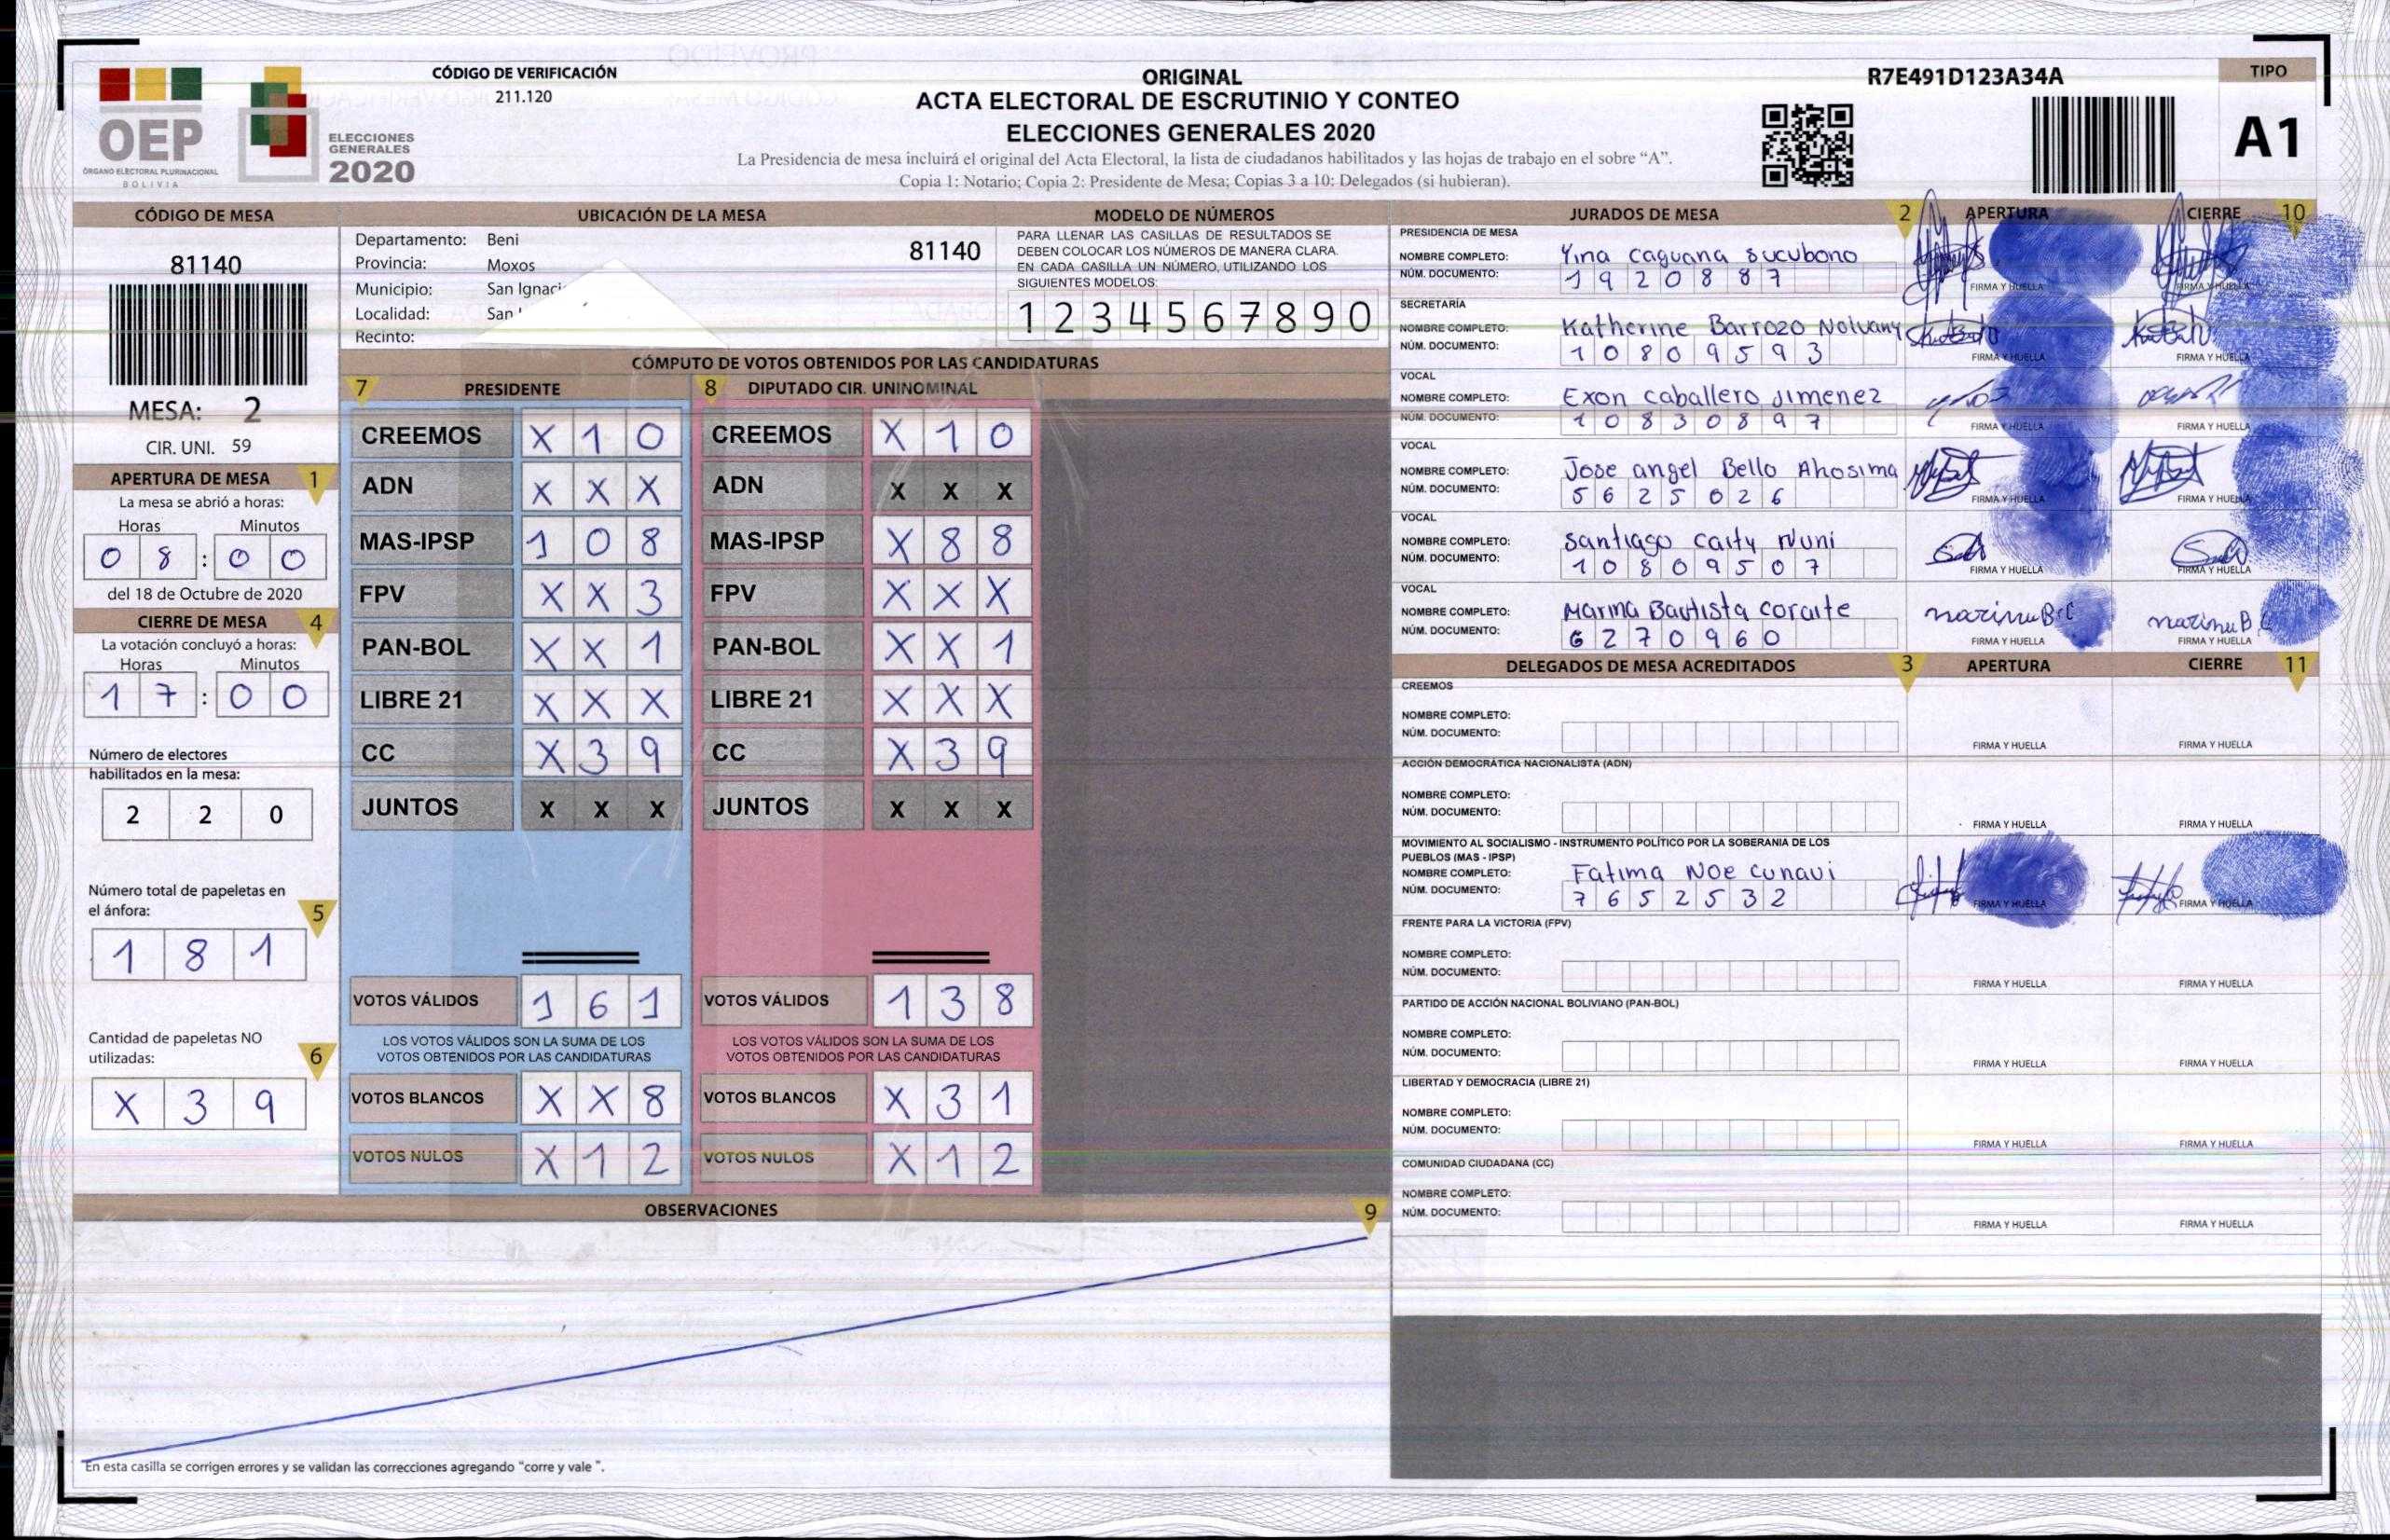 CÓDIGO DE VERIFICACIÓN
211.120
OEP
ÓRGANO ELECTORAL PLURINACIONAL
BOLIVIA
ELECCIONES
GENERALES
2020
ORIGINAL
ACTA ELECTORAL DE ESCRUTINIO Y CONTEO
ELECCIONES GENERALES 2020
La Presidencia de mesa incluirá el original del Acta Electoral, la lista de ciudadanos habilitados y las hojas de trabajo en el sobre “A”.
Copia 1: Notario; Copia 2: Presidente de Mesa; Copias 3 a 10: Delegados (si hubieran).
R7E491D123A34A
TIPO
A1
CÓDIGO DE MESA
81140
MESA: 2
CIR. UNI. 59
APERTURA DE MESA 1
La mesa se abrió a horas:
Horas Minutos
0 8 : 0 0
del 18 de Octubre de 2020
CIERRE DE MESA 4
La votación concluyó a horas:
Horas Minutos
1 7 : 0 0
Número de electores
habilitados en la mesa:
2 2 0
Número total de papeletas en
el ánfora: 5
1 8 1
Cantidad de papeletas NO
utilizadas: 6
X 3 9
UBICACIÓN DE LA MESA
Departamento: Beni
81140
Provincia: Moxos
Municipio: San Ignaci
Localidad: San
Recinto:
MODELO DE NÚMEROS
PARA LLENAR LAS CASILLAS DE RESULTADOS SE
DEBEN COLOCAR LOS NÚMEROS DE MANERA CLARA.
EN CADA CASILLA UN NÚMERO, UTILIZANDO LOS
SIGUIENTES MODELOS:
1 2 3 4 5 6 7 8 9 0
CÓMPUTO DE VOTOS OBTENIDOS POR LAS CANDIDATURAS
7 PRESIDENTE 8 DIPUTADO CIR. UNINOMINAL
CREEMOS X 1 0 CREEMOS X 1 0
ADN X X X ADN X X X
MAS-IPSP 1 0 8 MAS-IPSP X 8 8
FPV X X 3 FPV X X X
PAN-BOL X X 1 PAN-BOL X X 1
LIBRE 21 X X X LIBRE 21 X X X
CC X 3 9 CC X 3 9
JUNTOS X X X JUNTOS X X X
VOTOS VÁLIDOS 1 6 1 VOTOS VÁLIDOS 1 3 8
LOS VOTOS VÁLIDOS SON LA SUMA DE LOS LOS VOTOS VÁLIDOS SON LA SUMA DE LOS
VOTOS OBTENIDOS POR LAS CANDIDATURAS VOTOS OBTENIDOS POR LAS CANDIDATURAS
VOTOS BLANCOS X X 8 VOTOS BLANCOS X 3 1
VOTOS NULOS X 1 2 VOTOS NULOS X 1 2
OBSERVACIONES 9
En esta casilla se corrigen errores y se validan las correcciones agregando "corre y vale ".
JURADOS DE MESA 2 APERTURA CIERRE 10
PRESIDENCIA DE MESA
NOMBRE COMPLETO: Yina Caguana Sucubono
NÚM. DOCUMENTO: 1 9 2 0 8 8 7
FIRMA Y HUELLA FIRMA Y HUELLA
SECRETARÍA
NOMBRE COMPLETO: Katherine Barrozo Nolvany
NÚM. DOCUMENTO: 1 0 8 0 9 5 9 3
FIRMA Y HUELLA FIRMA Y HUELLA
VOCAL
NOMBRE COMPLETO: Exon caballero Jimenez
NÚM. DOCUMENTO: 1 0 8 3 0 8 9 7
FIRMA Y HUELLA FIRMA Y HUELLA
VOCAL
NOMBRE COMPLETO: Jose angel Bello Ahosima
NÚM. DOCUMENTO: 5 6 2 5 0 2 6
FIRMA Y HUELLA FIRMA Y HUELLA
VOCAL
NOMBRE COMPLETO: Santiago Caity Nuni
NÚM. DOCUMENTO: 1 0 8 0 9 5 0 7
FIRMA Y HUELLA FIRMA Y HUELLA
VOCAL
NOMBRE COMPLETO: Marina Bautista Coraite
NÚM. DOCUMENTO: 6 2 7 0 9 6 0
FIRMA Y HUELLA FIRMA Y HUELLA
DELEGADOS DE MESA ACREDITADOS 3 APERTURA CIERRE 11
CREEMOS
NOMBRE COMPLETO:
NÚM. DOCUMENTO:
FIRMA Y HUELLA FIRMA Y HUELLA
ACCIÓN DEMOCRÁTICA NACIONALISTA (ADN)
NOMBRE COMPLETO:
NÚM. DOCUMENTO:
FIRMA Y HUELLA FIRMA Y HUELLA
MOVIMIENTO AL SOCIALISMO - INSTRUMENTO POLÍTICO POR LA SOBERANIA DE LOS
PUEBLOS (MAS - IPSP)
NOMBRE COMPLETO: Fatima Noe Cunavi
NÚM. DOCUMENTO: 7 6 5 2 5 3 2
FIRMA Y HUELLA FIRMA Y HUELLA
FRENTE PARA LA VICTORIA (FPV)
NOMBRE COMPLETO:
NÚM. DOCUMENTO:
FIRMA Y HUELLA FIRMA Y HUELLA
PARTIDO DE ACCIÓN NACIONAL BOLIVIANO (PAN-BOL)
NOMBRE COMPLETO:
NÚM. DOCUMENTO:
FIRMA Y HUELLA FIRMA Y HUELLA
LIBERTAD Y DEMOCRACIA (LIBRE 21)
NOMBRE COMPLETO:
NÚM. DOCUMENTO:
FIRMA Y HUELLA FIRMA Y HUELLA
COMUNIDAD CIUDADANA (CC)
NOMBRE COMPLETO:
NÚM. DOCUMENTO:
FIRMA Y HUELLA FIRMA Y HUELLA